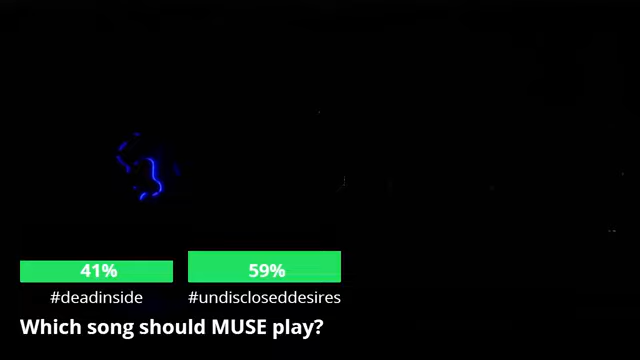 41% 59%
#deadinside #undiscloseddesires
Which song should MUSE play?